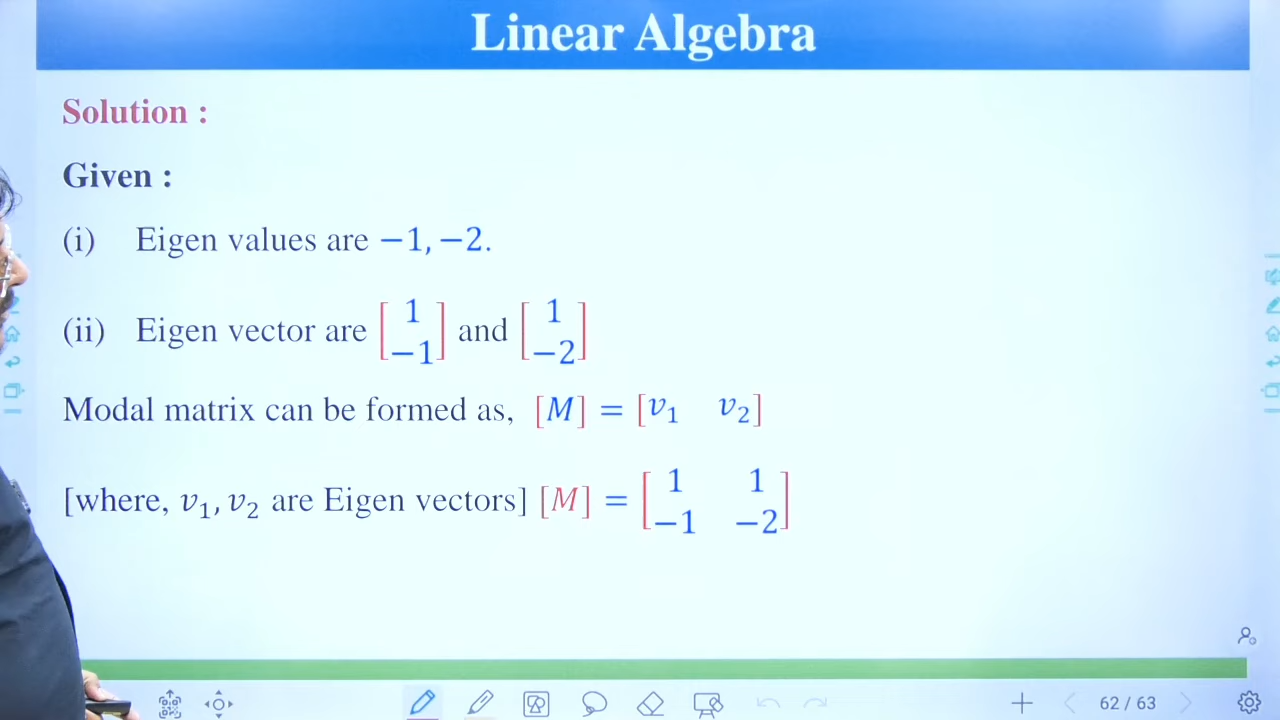 Linear Algebra
Solution :
Given :
(i) Eigen values are −1, −2.
(ii) Eigen vector are [1 −1] and [1 −2]
Modal matrix can be formed as, [M] = [v₁ v₂]
[where, v₁, v₂ are Eigen vectors] [M] = [1 1 −1 −2]
62 / 63